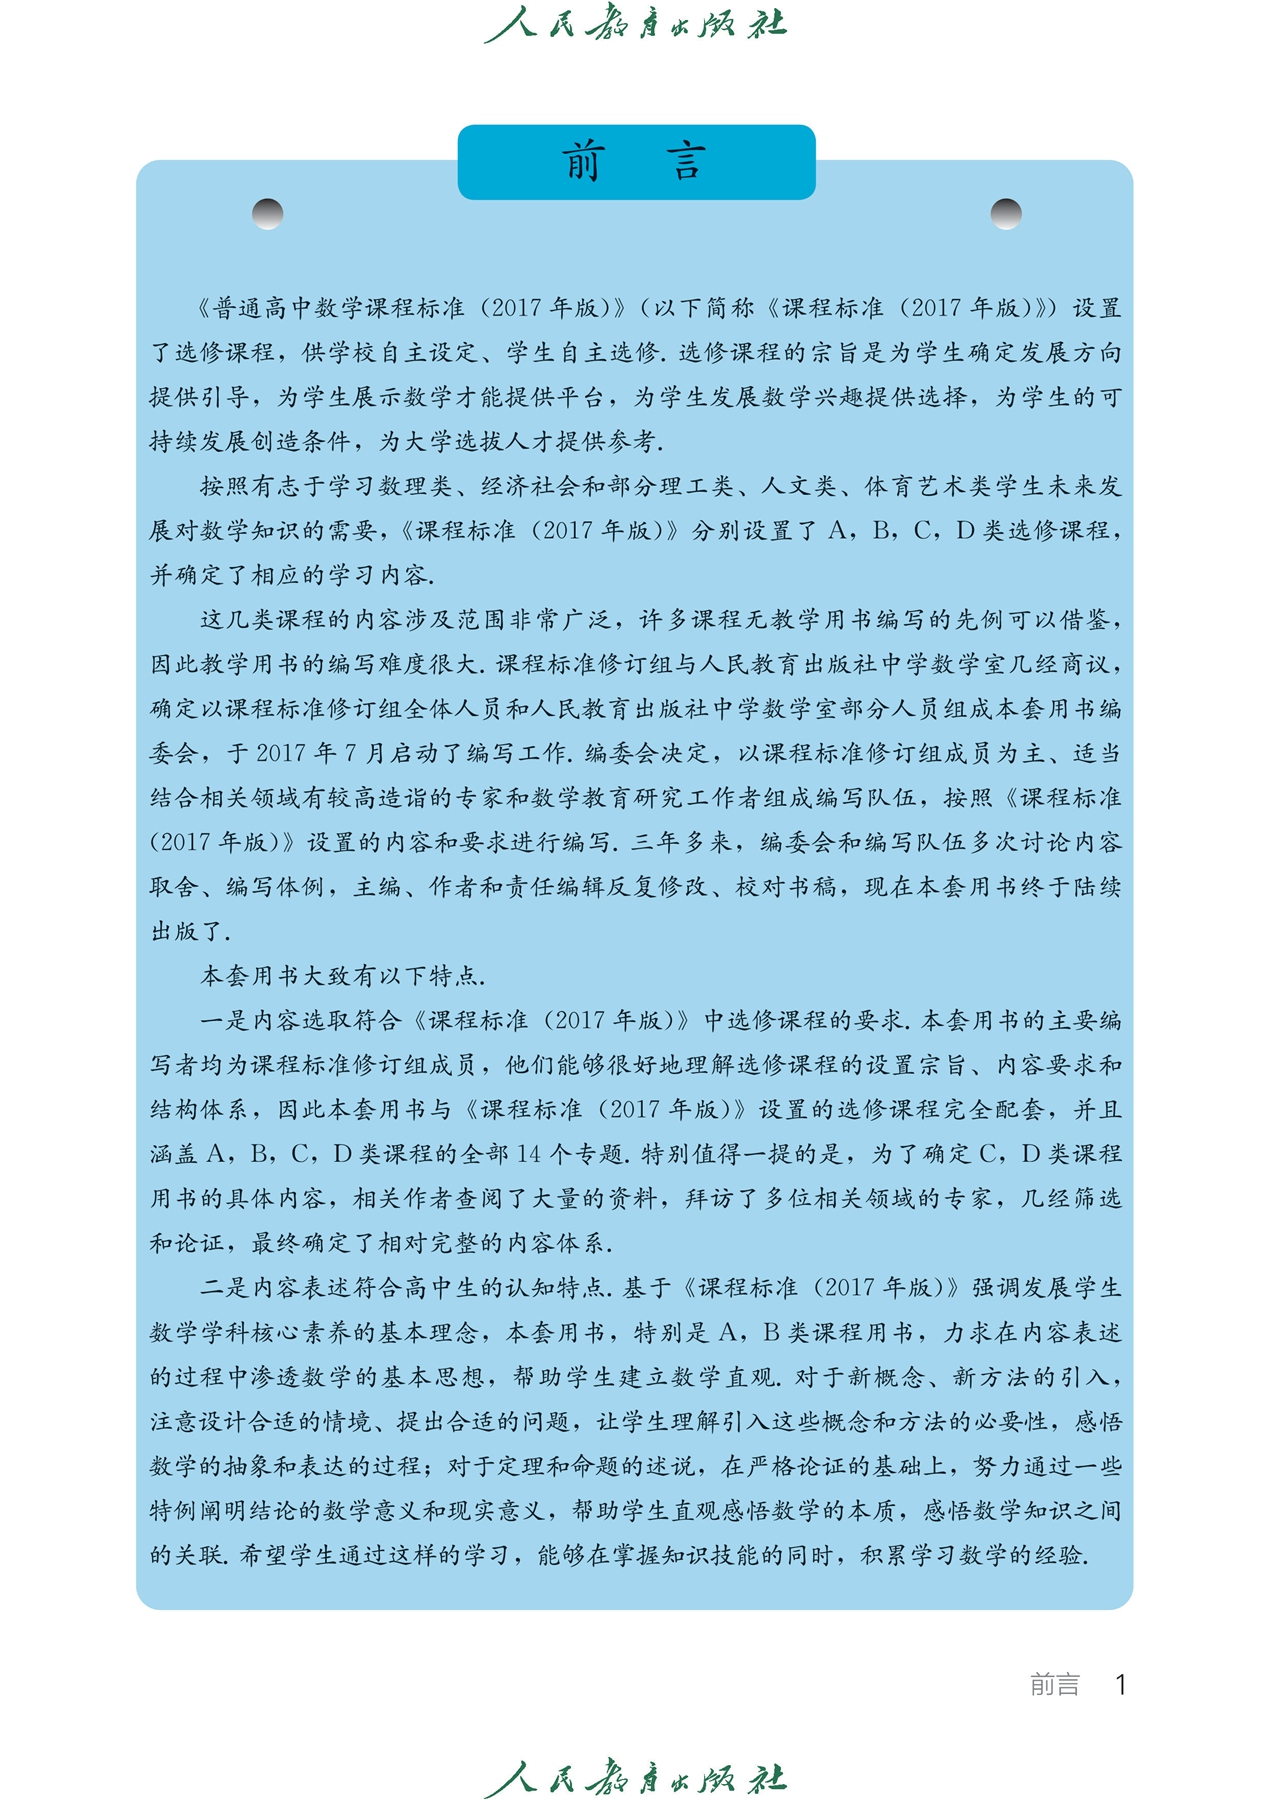 人民教育出版社
前 言
《普通高中数学课程标准（2017 年版）》（以下简称《课程标准（2017 年版）》）设置
了选修课程，供学校自主设定、学生自主选修. 选修课程的宗旨是为学生确定发展方向
提供引导，为学生展示数学才能提供平台，为学生发展数学兴趣提供选择，为学生的可
持续发展创造条件，为大学选拔人才提供参考.
按照有志于学习数理类、经济社会和部分理工类、人文类、体育艺术类学生未来发
展对数学知识的需要，《课程标准（2017 年版）》分别设置了 A，B，C，D 类选修课程，
并确定了相应的学习内容.
这几类课程的内容涉及范围非常广泛，许多课程无教学用书编写的先例可以借鉴，
因此教学用书的编写难度很大. 课程标准修订组与人民教育出版社中学数学室几经商议，
确定以课程标准修订组全体人员和人民教育出版社中学数学室部分人员组成本套用书编
委会，于 2017 年 7 月启动了编写工作. 编委会决定，以课程标准修订组成员为主、适当
结合相关领域有较高造诣的专家和数学教育研究工作者组成编写队伍，按照《课程标准
（2017 年版）》设置的内容和要求进行编写. 三年多来，编委会和编写队伍多次讨论内容
取舍、编写体例，主编、作者和责任编辑反复修改、校对书稿，现在本套用书终于陆续
出版了.
本套用书大致有以下特点.
一是内容选取符合《课程标准（2017 年版）》中选修课程的要求. 本套用书的主要编
写者均为课程标准修订组成员，他们能够很好地理解选修课程的设置宗旨、内容要求和
结构体系，因此本套用书与《课程标准（2017 年版）》设置的选修课程完全配套，并且
涵盖 A，B，C，D 类课程的全部 14 个专题. 特别值得一提的是，为了确定 C，D 类课程
用书的具体内容，相关作者查阅了大量的资料，拜访了多位相关领域的专家，几经筛选
和论证，最终确定了相对完整的内容体系.
二是内容表述符合高中生的认知特点. 基于《课程标准（2017 年版）》强调发展学生
数学学科核心素养的基本理念，本套用书，特别是 A，B 类课程用书，力求在内容表述
的过程中渗透数学的基本思想，帮助学生建立数学直观. 对于新概念、新方法的引入，
注意设计合适的情境、提出合适的问题，让学生理解引入这些概念和方法的必要性，感悟
数学的抽象和表达的过程；对于定理和命题的述说，在严格论证的基础上，努力通过一些
特例阐明结论的数学意义和现实意义，帮助学生直观感悟数学的本质，感悟数学知识之间
的关联. 希望学生通过这样的学习，能够在掌握知识技能的同时，积累学习数学的经验.
前言 1
人民教育出版社